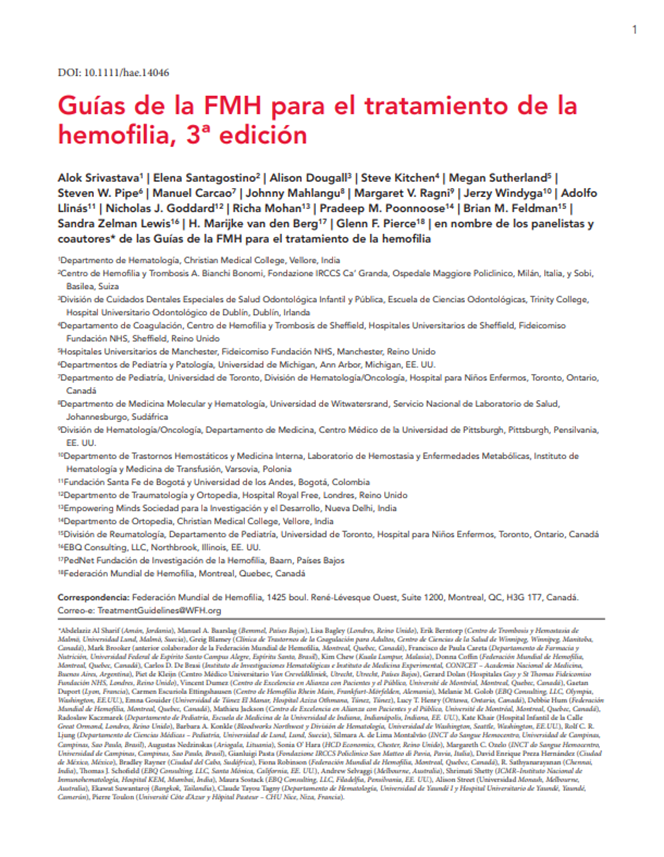 1
DOI: 10.1111/hae.14046
Guías de la FMH para el tratamiento de la
hemofilia, 3ª edición
Alok Srivastava¹ | Elena Santagostino² | Alison Dougall³ | Steve Kitchen⁴ | Megan Sutherland⁵ |
Steven W. Pipe⁶ | Manuel Carcao⁷ | Johnny Mahlangu⁸ | Margaret V. Ragni⁹ | Jerzy Windyga¹⁰ | Adolfo
Llinás¹¹ | Nicholas J. Goddard¹² | Richa Mohan¹³ | Pradeep M. Poonnoose¹⁴ | Brian M. Feldman¹⁵ |
Sandra Zelman Lewis¹⁶ | H. Marijke van den Berg¹⁷ | Glenn F. Pierce¹⁸ | en nombre de los panelistas y
coautores* de las Guías de la FMH para el tratamiento de la hemofilia
¹Departamento de Hematología, Christian Medical College, Vellore, India
²Centro de Hemofilia y Trombosis A. Bianchi Bonomi, Fondazione IRCCS Ca' Granda, Ospedale Maggiore Policlinico, Milán, Italia, y Sobi,
Basilea, Suiza
³División de Cuidados Dentales Especiales de Salud Odontológica Infantil y Pública, Escuela de Ciencias Odontológicas, Trinity College,
Hospital Universitario Odontológico de Dublín, Dublín, Irlanda
⁴Departamento de Coagulación, Centro de Hemofilia y Trombosis de Sheffield, Hospitales Universitarios de Sheffield, Fideicomiso
Fundación NHS, Sheffield, Reino Unido
⁵Hospitales Universitarios de Manchester, Fideicomiso Fundación NHS, Manchester, Reino Unido
⁶Departamentos de Pediatría y Patología, Universidad de Michigan, Ann Arbor, Michigan, EE. UU.
⁷Departamento de Pediatría, Universidad de Toronto, División de Hematología/Oncología, Hospital para Niños Enfermos, Toronto, Ontario,
Canadá
⁸Departamento de Medicina Molecular y Hematología, Universidad de Witwatersrand, Servicio Nacional de Laboratorio de Salud,
Johannesburgo, Sudáfrica
⁹División de Hematología/Oncología, Departamento de Medicina, Centro Médico de la Universidad de Pittsburgh, Pittsburgh, Pensilvania,
EE. UU.
¹⁰Departamento de Trastornos Hemostáticos y Medicina Interna, Laboratorio de Hemostasia y Enfermedades Metabólicas, Instituto de
Hematología y Medicina de Transfusión, Varsovia, Polonia
¹¹Fundación Santa Fe de Bogotá y Universidad de los Andes, Bogotá, Colombia
¹²Departamento de Traumatología y Ortopedia, Hospital Royal Free, Londres, Reino Unido
¹³Empowering Minds Sociedad para la Investigación y el Desarrollo, Nueva Delhi, India
¹⁴Departamento de Ortopedia, Christian Medical College, Vellore, India
¹⁵División de Reumatología, Departamento de Pediatría, Universidad de Toronto, Hospital para Niños Enfermos, Toronto, Ontario, Canadá
¹⁶EBQ Consulting, LLC, Northbrook, Illinois, EE. UU.
¹⁷PedNet Fundación de Investigación de la Hemofilia, Baarn, Países Bajos
¹⁸Federación Mundial de Hemofilia, Montreal, Quebec, Canadá
Correspondencia: Federación Mundial de Hemofilia, 1425 boul. René-Lévesque Ouest, Suite 1200, Montreal, QC, H3G 1T7, Canadá.
Correo-e: TreatmentGuidelines@WFH.org
*Abdelaziz Al Sharif (Amán, Jordania), Manuel A. Baarslag (Bemmel, Países Bajos), Lisa Bagley (Londres, Reino Unido), Erik Berntorp (Centro de Trombosis y Hemostasia de
Malmö, Universidad Lund, Malmö, Suecia), Greig Blamey (Clínica de Trastornos de la Coagulación para Adultos, Centro de Ciencias de la Salud de Winnipeg, Winnipeg, Manitoba,
Canadá), Mark Brooker (anterior colaborador de la Federación Mundial de Hemofilia, Montreal, Quebec, Canadá), Francisco de Paula Careta (Departamento de Farmacia y
Nutrición, Universidad Federal de Espírito Santo Campus Alegre, Espírito Santo, Brasil), Kim Chew (Kuala Lumpur, Malasia), Donna Coffin (Federación Mundial de Hemofilia,
Montreal, Quebec, Canadá), Carlos D. De Brasi (Instituto de Investigaciones Hematológicas e Instituto de Medicina Experimental, CONICET – Academia Nacional de Medicina,
Buenos Aires, Argentina), Piet de Kleijn (Centro Médico Universitario Van Creveldkliniek, Utrecht, Utrecht, Países Bajos), Gerard Dolan (Hospitales Guy y St Thomas Fideicomiso
Fundación NHS, Londres, Reino Unido), Vincent Dumez (Centro de Excelencia en Alianza con Pacientes y el Público, Université de Montréal, Montreal, Quebec, Canadá), Gaetan
Duport (Lyon, Francia), Carmen Escuriola Ettingshausen (Centro de Hemofilia Rhein Main, Frankfurt-Mörfelden, Alemania), Melanie M. Golob (EBQ Consulting, LLC, Olympia,
Washington, EE.UU.), Emna Gouider (Universidad de Túnez El Manar, Hospital Aziza Othmana, Túnez, Túnez), Lucy T. Henry (Ottawa, Ontario, Canadá), Debbie Hum (Federación
Mundial de Hemofilia, Montreal, Quebec, Canadá), Mathieu Jackson (Centro de Excelencia en Alianza con Pacientes y el Público, Université de Montréal, Montreal, Quebec, Canadá),
Radoslaw Kaczmarek (Departamento de Pediatría, Escuela de Medicina de la Universidad de Indiana, Indianápolis, Indiana, EE. UU.), Kate Khair (Hospital Infantil de la Calle
Great Ormond, Londres, Reino Unido), Barbara A. Konkle (Bloodworks Northwest y División de Hematología, Universidad de Washington, Seattle, Washington, EE.UU.), Rolf C. R.
Ljung (Departamento de Ciencias Médicas – Pediatría, Universidad de Lund, Lund, Suecia), Silmara A. de Lima Montalvão (INCT do Sangue Hemocentro, Universidad de Campinas,
Campinas, Sao Paulo, Brasil), Augustas Nedzinskas (Ariogala, Lituania), Sonia O'Hara (HCD Economics, Chester, Reino Unido), Margareth C. Ozelo (INCT do Sangue Hemocentro,
Universidad de Campinas, Campinas, Sao Paulo, Brasil), Gianluigi Pasta (Fondazione IRCCS Policlinico San Matteo di Pavia, Pavie, Italia), David Enrique Preza Hernández (Ciudad
de México, México), Bradley Rayner (Ciudad del Cabo, Sudáfrica), Fiona Robinson (Federación Mundial de Hemofilia, Montreal, Quebec, Canadá), R. Sathyanarayanan (Chennai,
India), Thomas J. Schofield (EBQ Consulting, LLC, Santa Mónica, California, EE. UU.), Andrew Selvaggi (Melbourne, Australia), Shrimati Shetty (ICMR–Instituto Nacional de
Inmunohematología, Hospital KEM, Mumbai, India), Maura Sostack (EBQ Consulting, LLC, Filadelfia, Pensilvania, EE. UU.), Alison Street (Universidad Monash, Melbourne,
Australia), Ekawat Suwantaroj (Bangkok, Tailandia), Claude Tayou Tagny (Departamento de Hematología, Universidad de Yaundé I y Hospital Universitario de Yaundé, Yaundé,
Camerún), Pierre Toulon (Université Côte d'Azur y Hôpital Pasteur – CHU Nice, Niza, Francia).